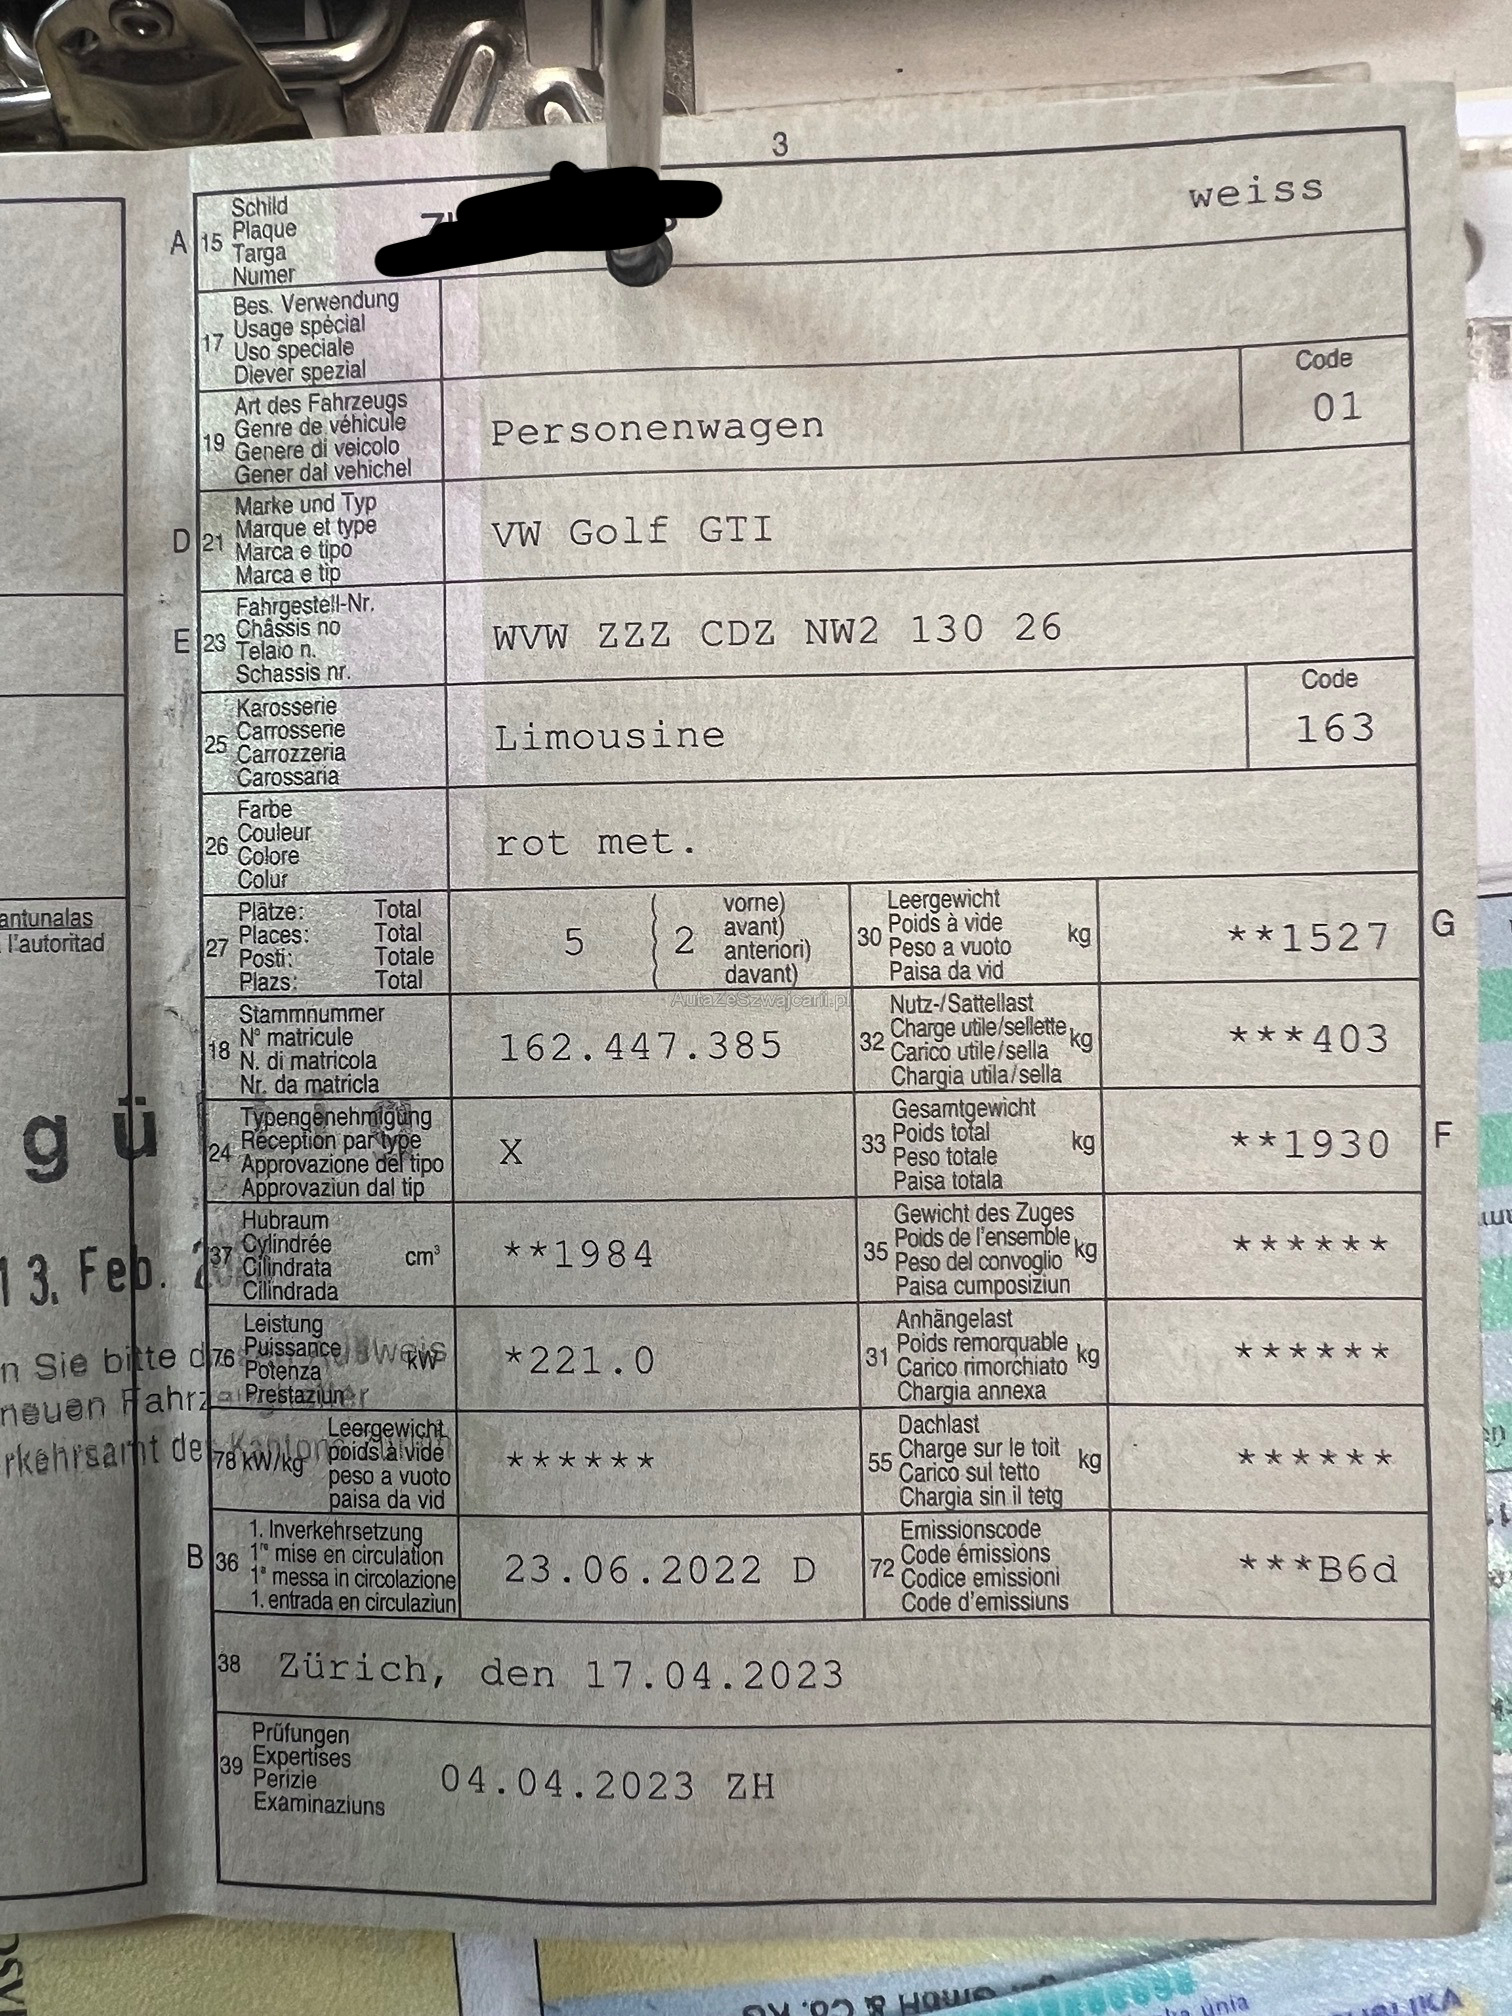 3
A 15 Schild
Plaque
Targa
Numer
weiss
17 Bes. Verwendung
Usage spécial
Uso speciale
Diever spezial
19 Art des Fahrzeugs
Genre de véhicule
Genere di veicolo
Gener dal vehichel
Personenwagen
Code
01
D 21 Marke und Typ
Marque et type
Marca e tipo
Marca e tip
VW Golf GTI
E 23 Fahrgestell-Nr.
Châssis no
Telaio n.
Schassis nr.
WVW ZZZ CDZ NW2 130 26
25 Karosserie
Carrosserie
Carrozzeria
Carossaria
Limousine
Code
163
26 Farbe
Couleur
Colore
Colur
rot met.
27 Plätze: Total
Places: Total
Posti: Totale
Plazs: Total
5 ( 2 vorne)
avant)
anteriori)
davant)
30 Leergewicht
Poids à vide
Peso a vuoto
Paisa da vid
kg
**1527 G
AutaZeSzwajcarii.pl
18 Stammnummer
N° matricule
N. di matricola
Nr. da matricla
162.447.385
32 Nutz-/Sattellast
Charge utile/sellette
Carico utile/sella
Chargia utila/sella
kg
***403
24 Typengenehmigung
Réception par type
Approvazione del tipo
Approvaziun dal tip
X
33 Gesamtgewicht
Poids total
Peso totale
Paisa totala
kg
**1930 F
37 Hubraum
Cylindrée
Cilindrata
Cilindrada
cm³
**1984
35 Gewicht des Zuges
Poids de l'ensemble
Peso del convoglio
Paisa cumposiziun
kg
******
76 Leistung
Puissance
Potenza
Prestaziun
kW
*221.0
31 Anhängelast
Poids remorquable
Carico rimorchiato
Chargia annexa
kg
******
78 kW/kg Leergewicht
poids à vide
peso a vuoto
paisa da vid
******
55 Dachlast
Charge sur le toit
Carico sul tetto
Chargia sin il tetg
kg
******
B 36 1. Inverkehrsetzung
1re mise en circulation
1a messa in circolazione
1. entrada en circulaziun
23.06.2022 D
72 Emissionscode
Code émissions
Codice emissioni
Code d'emissiuns
***B6d
38 Zürich, den 17.04.2023
39 Prüfungen
Expertises
Perizie
Examinaziuns
04.04.2023 ZH
antunalas
l'autoritad
g ü
13. Feb.
n Sie bitte
neuen Fahrz
rkehrsamt des Kantons
GmbH & Co. KG
únia